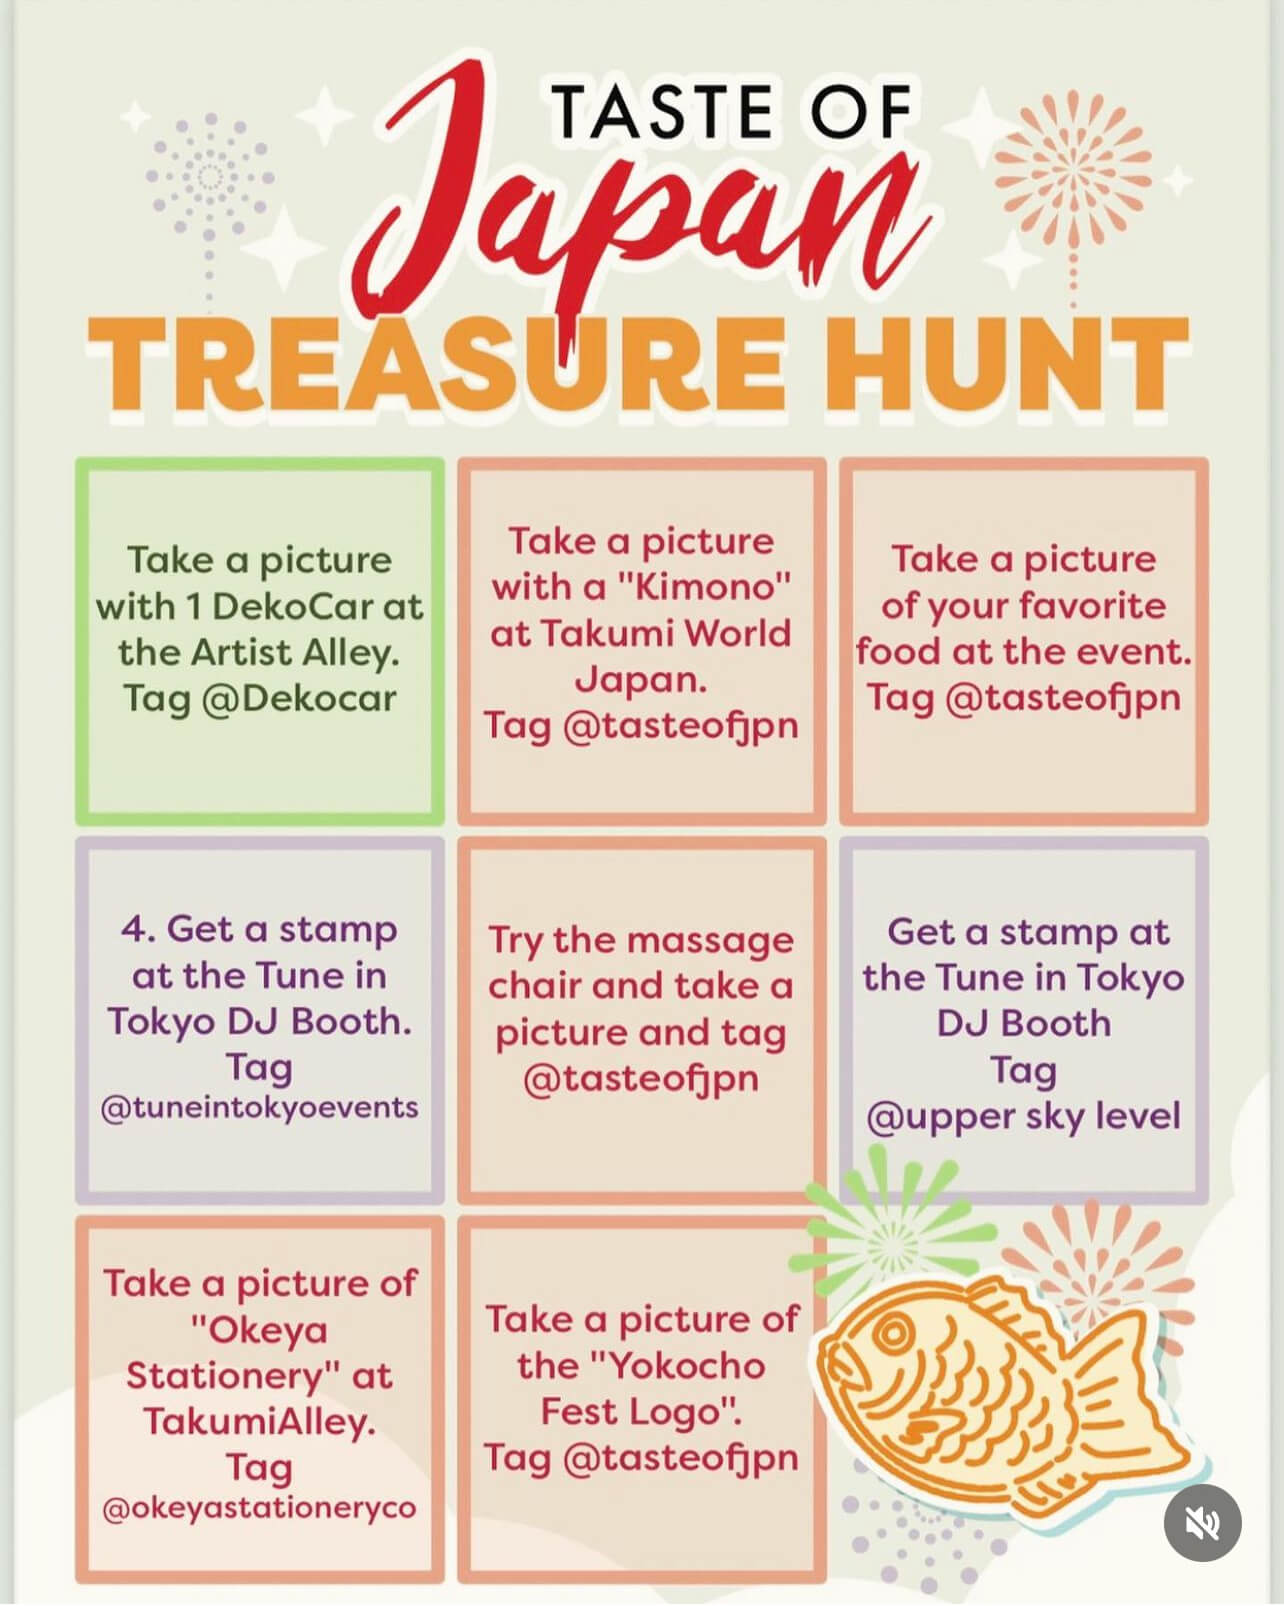 TASTE OF
Japan
TREASURE HUNT
Take a picture
with 1 DekoCar at
the Artist Alley.
Tag @Dekocar
Take a picture
with a "Kimono"
at Takumi World
Japan.
Tag @tasteofjpn
Take a picture
of your favorite
food at the event.
Tag @tasteofjpn
4. Get a stamp
at the Tune in
Tokyo DJ Booth.
Tag
@tuneintokyoevents
Try the massage
chair and take a
picture and tag
@tasteofjpn
Get a stamp at
the Tune in Tokyo
DJ Booth
Tag
@upper sky level
Take a picture of
"Okeya
Stationery" at
TakumiAlley.
Tag
@okeyastationeryco
Take a picture of
the "Yokocho
Fest Logo".
Tag @tasteofjpn